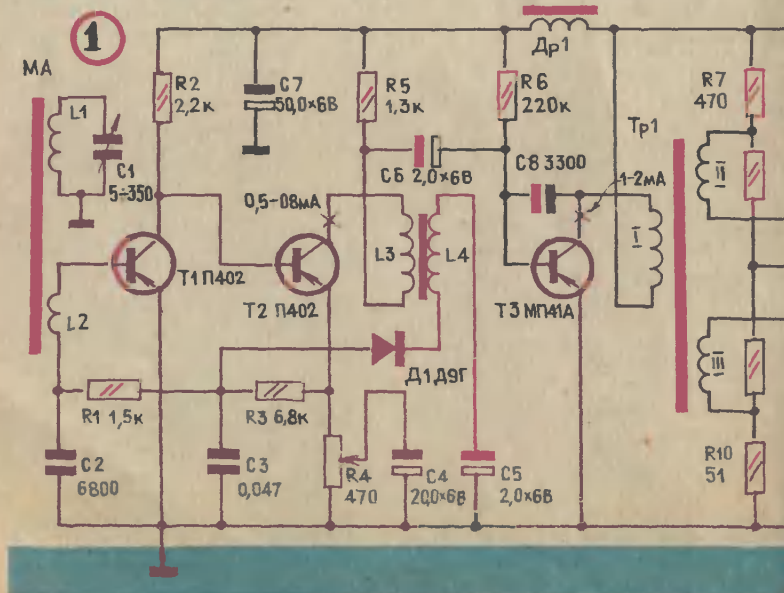 1
МА
Др1
L1
R2
2,2к
C7
50,0×6В
R5
1,3к
R6
220к
R7
470
Тр1
C1
5÷350
C6 2,0×6В
C8 3300
1-2мА
II
0,5-08мА
I
L3
L4
T1 П402
T2 П402
T3 МП41А
L2
Д1 Д9Г
III
R1 1,5к
R3 6,8к
C2
6800
C3
0,047
R4
470
C4
20,0×6В
C5
2,0×6В
R10
51